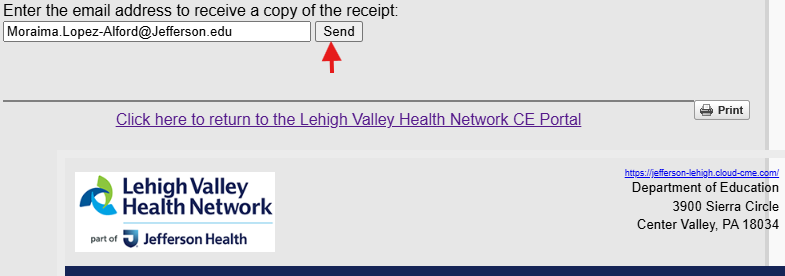 Enter the email address to receive a copy of the receipt:
Moraima.Lopez-Alford@Jefferson.edu
Send
Print
Click here to return to the Lehigh Valley Health Network CE Portal
Lehigh Valley
Health Network
part of Jefferson Health
https://jefferson-lehigh.cloud-cme.com/
Department of Education
3900 Sierra Circle
Center Valley, PA 18034